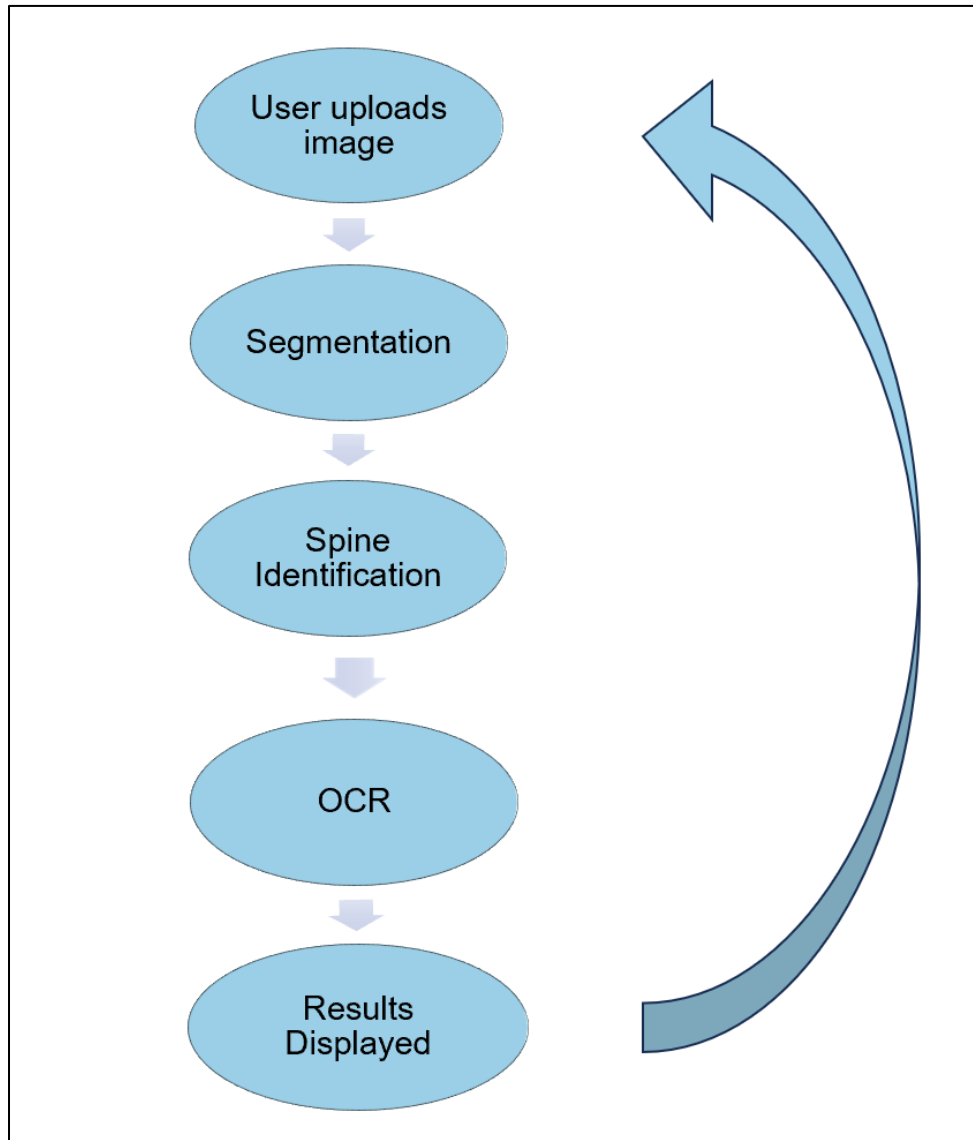 User uploads
image
Segmentation
Spine
Identification
OCR
Results
Displayed